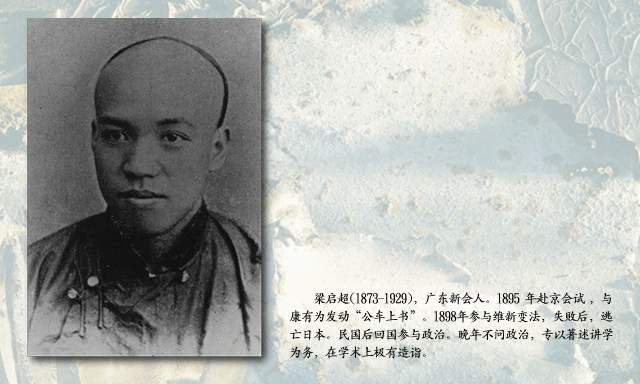 梁启超(1873-1929)，广东新会人。1895 年赴京会试 ，与
康有为发动“公车上书”。1898年参与维新变法，失败后，逃
亡日本。民国后回国参与政治。晚年不问政治，专以著述讲学
为务，在学术上极有造诣。